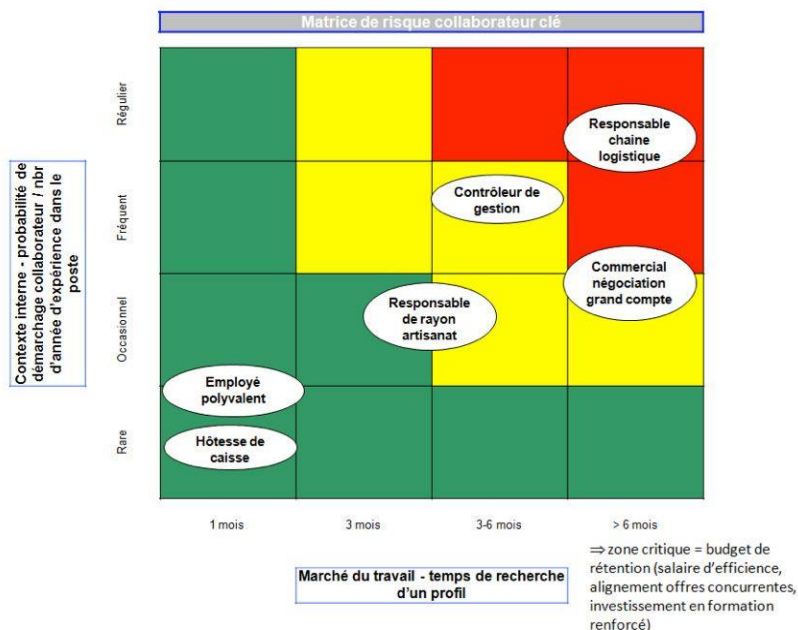 Matrice de risque collaborateur clé
Contexte interne - probabilité de
démarchage collaborateur / nbr
d'année d'expérience dans le
poste
Régulier
Fréquent
Occasionnel
Rare
Responsable
chaine
logistique
Contrôleur de
gestion
Commercial
négociation
grand compte
Responsable
de rayon
artisanat
Employé
polyvalent
Hôtesse de
caisse
1 mois
3 mois
3-6 mois
> 6 mois
Marché du travail - temps de recherche
d'un profil
⇒ zone critique = budget de
rétention (salaire d'efficience,
alignement offres concurrentes,
investissement en formation
renforcé)